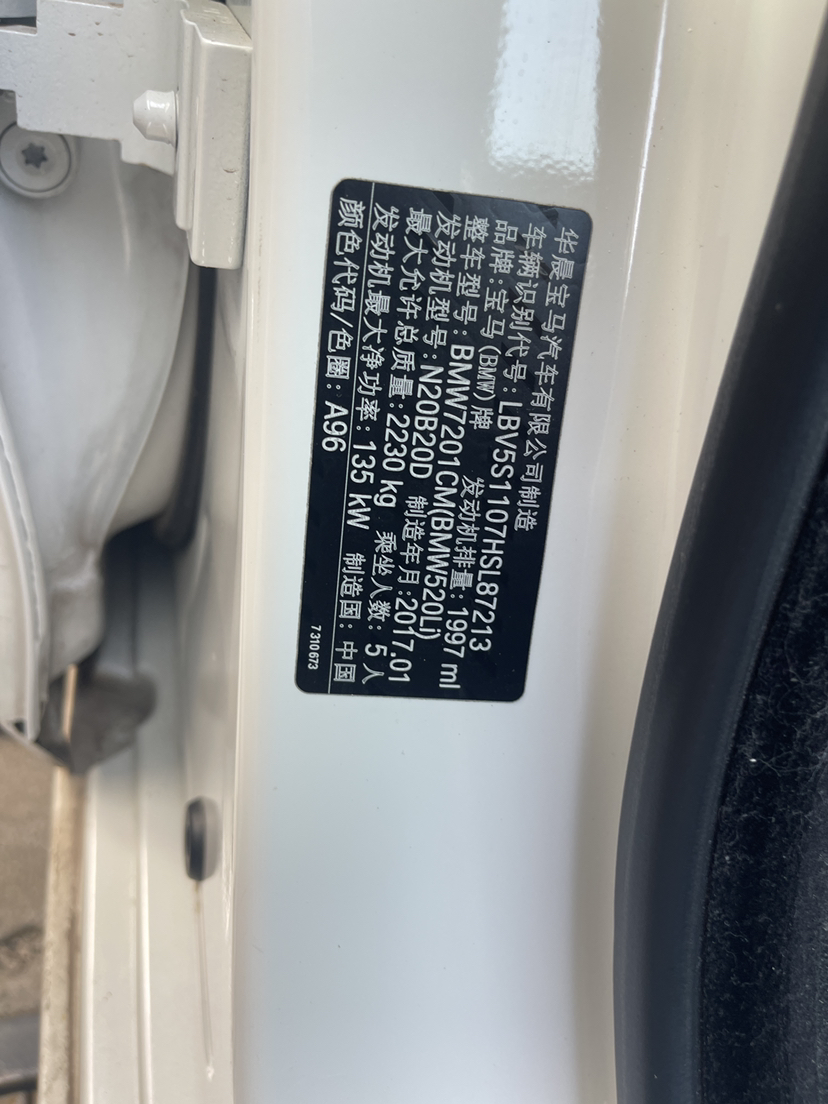 华晨宝马汽车有限公司制造
车辆识别代号:LBV5S1107HSL87213
品牌:宝马(BMW)牌 发动机排量:1997 ml
整车型号:BMW7201CM(BMW520Li)
发动机型号:N20B20D 制造年月:2017.01
最大允许总质量:2230 kg 乘坐人数:5人
发动机最大净功率:135 kW 制造国:中国
颜色代码/色圈:A96
7310673